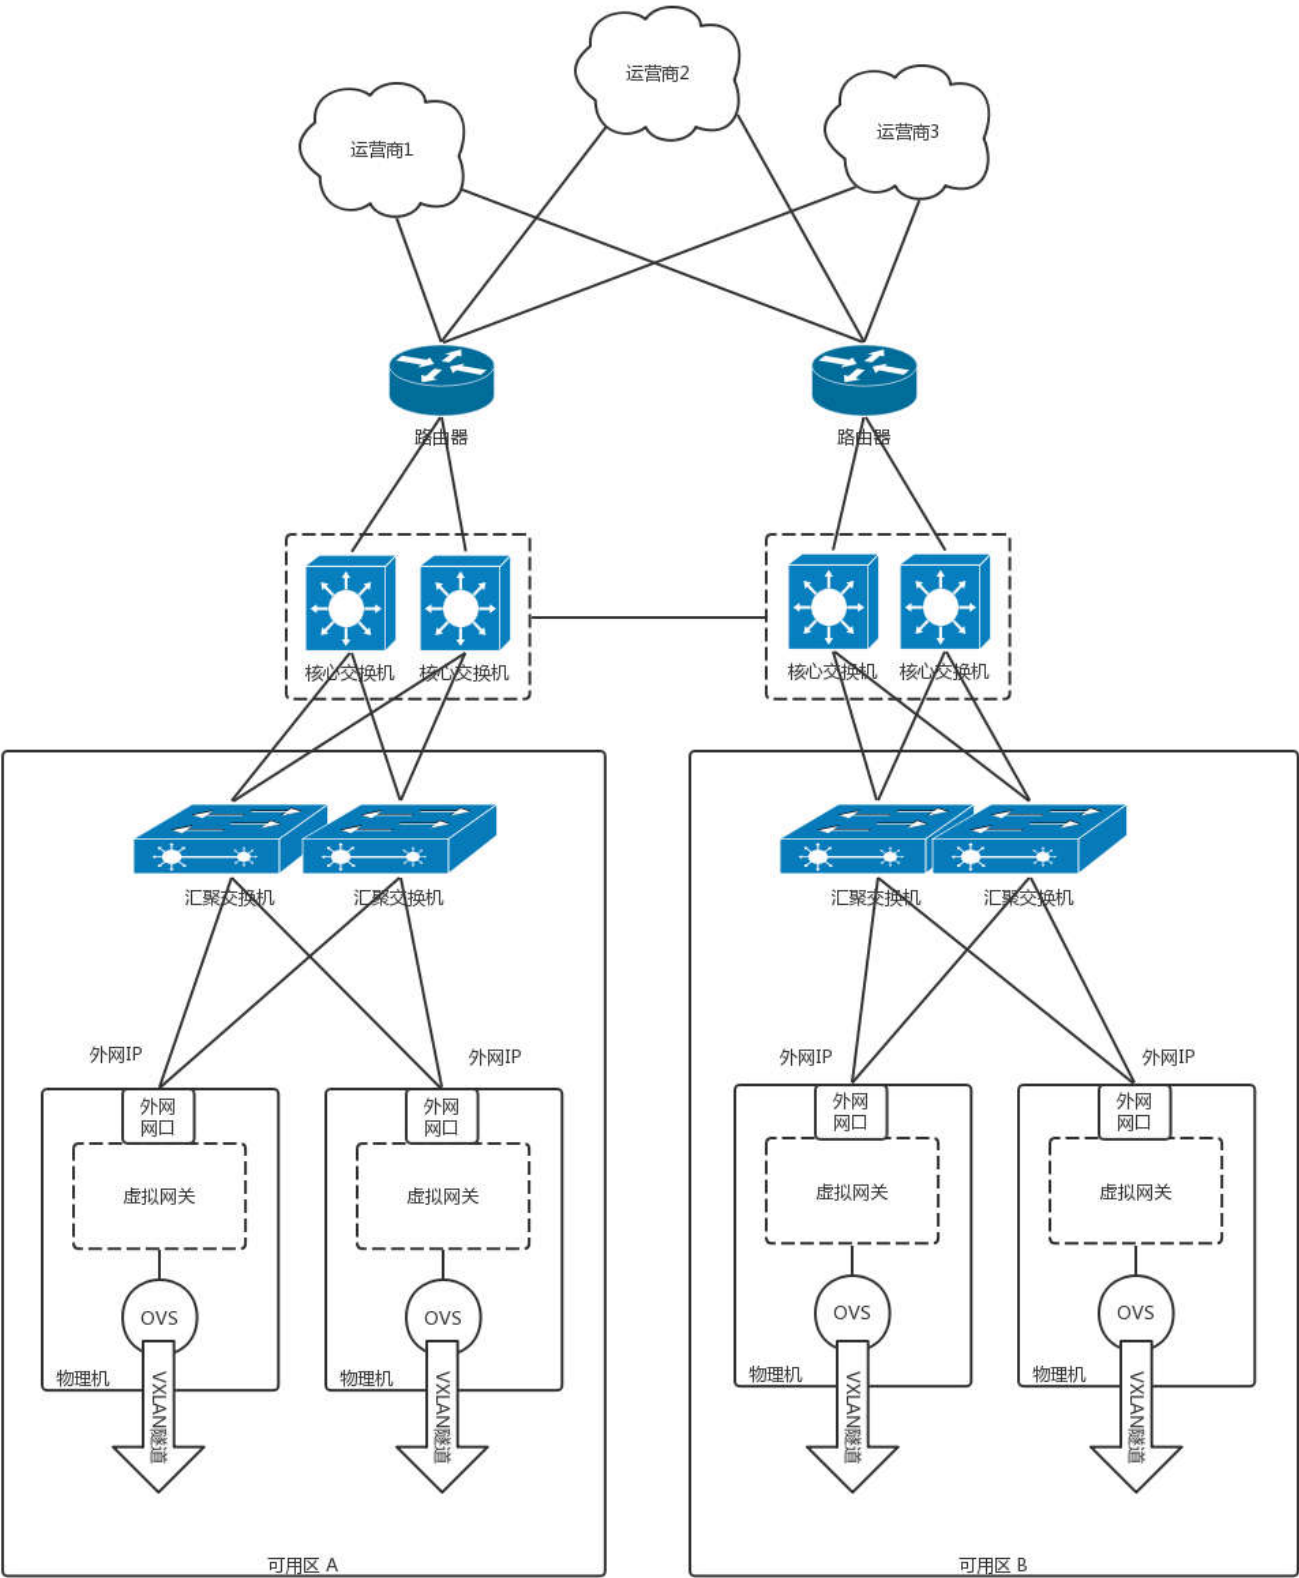 运营商2
运营商3
运营商1
路由器
路由器
核心交换机
核心交换机
核心交换机
核心交换机
汇聚交换机
汇聚交换机
汇聚交换机
汇聚交换机
外网IP
外网IP
外网IP
外网IP
外网
网口
外网
网口
外网
网口
外网
网口
虚拟网关
虚拟网关
虚拟网关
虚拟网关
OVS
OVS
OVS
OVS
物理机
物理机
物理机
物理机
VXLAN隧道
VXLAN隧道
VXLAN隧道
VXLAN隧道
可用区 A
可用区 B